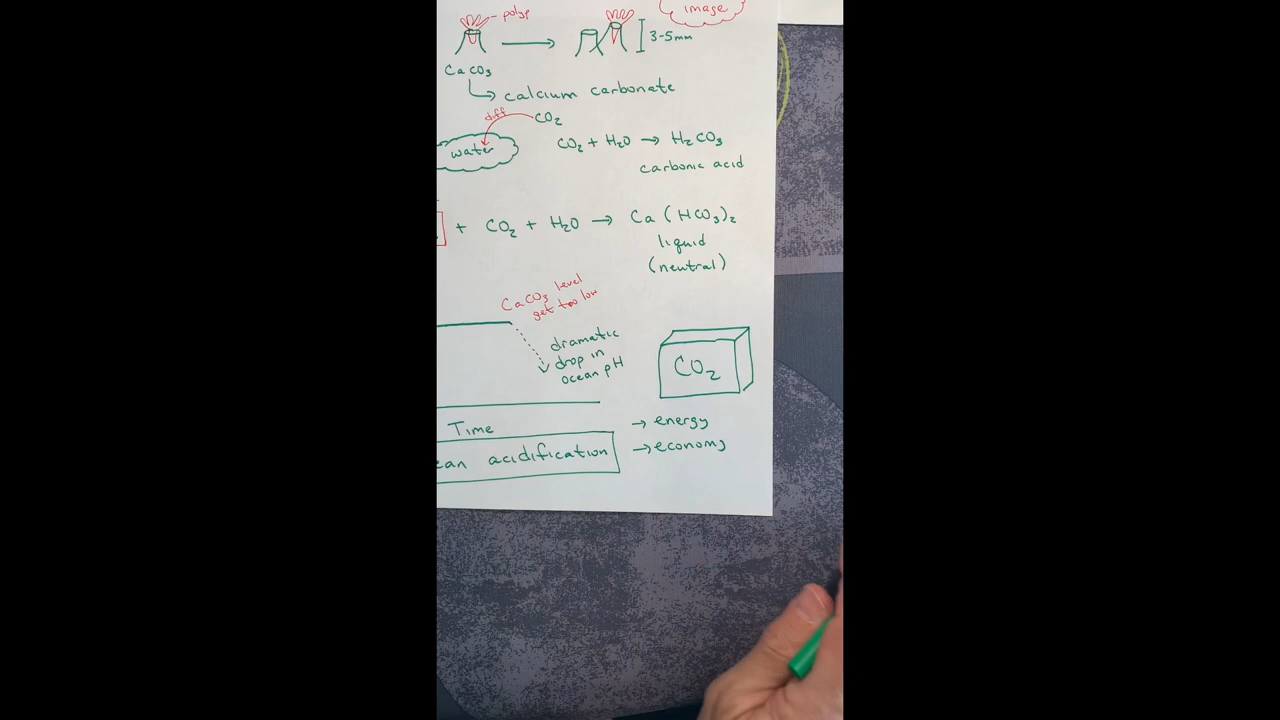 image
polyp
3-5mm
CaCO3
calcium carbonate
diff
CO2
water
CO2 + H2O → H2CO3
carbonic acid
+ CO2 + H2O → Ca(HCO3)2
liquid
(neutral)
CaCO3 level
get too low
dramatic
drop in
ocean pH
CO2
Time
→ energy
ean acidification
→ economy